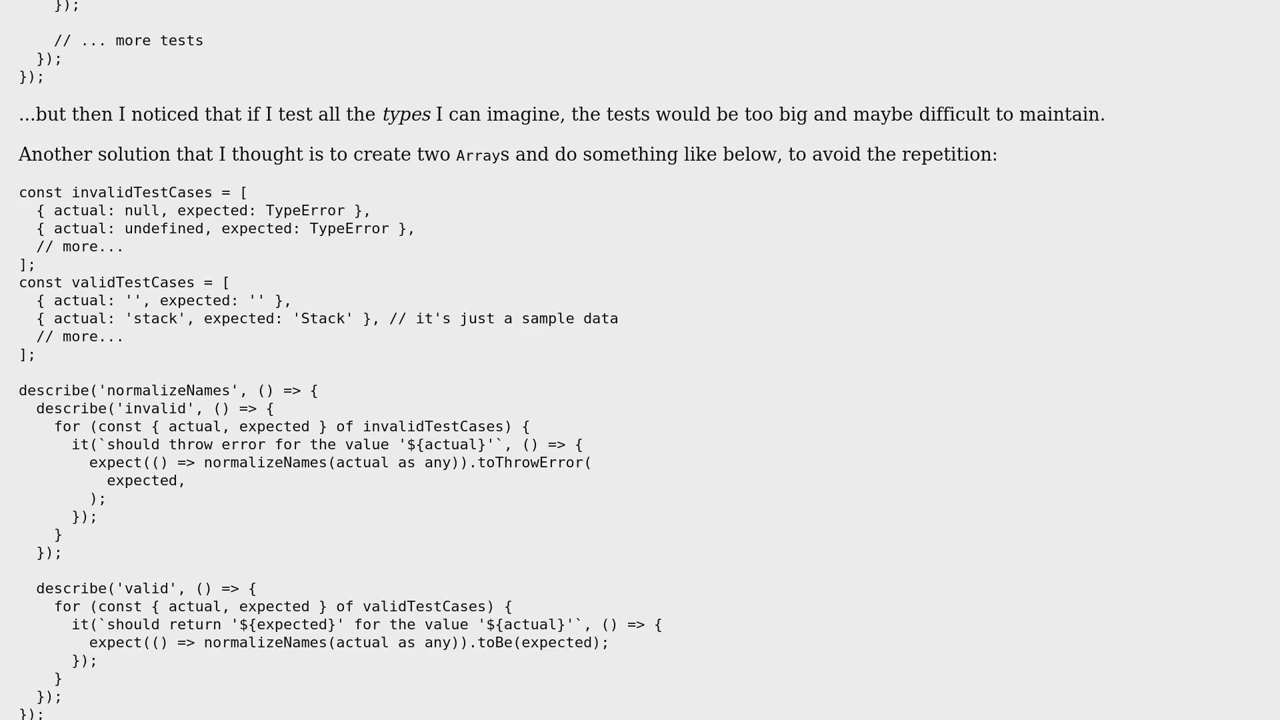 });

    // ... more tests
  });
});
...but then I noticed that if I test all the types I can imagine, the tests would be too big and maybe difficult to maintain.
Another solution that I thought is to create two Arrays and do something like below, to avoid the repetition:
const invalidTestCases = [
  { actual: null, expected: TypeError },
  { actual: undefined, expected: TypeError },
  // more...
];
const validTestCases = [
  { actual: '', expected: '' },
  { actual: 'stack', expected: 'Stack' }, // it's just a sample data
  // more...
];

describe('normalizeNames', () => {
  describe('invalid', () => {
    for (const { actual, expected } of invalidTestCases) {
      it(`should throw error for the value '${actual}'`, () => {
        expect(() => normalizeNames(actual as any)).toThrowError(
          expected,
        );
      });
    }
  });

  describe('valid', () => {
    for (const { actual, expected } of validTestCases) {
      it(`should return '${expected}' for the value '${actual}'`, () => {
        expect(() => normalizeNames(actual as any)).toBe(expected);
      });
    }
  });
});